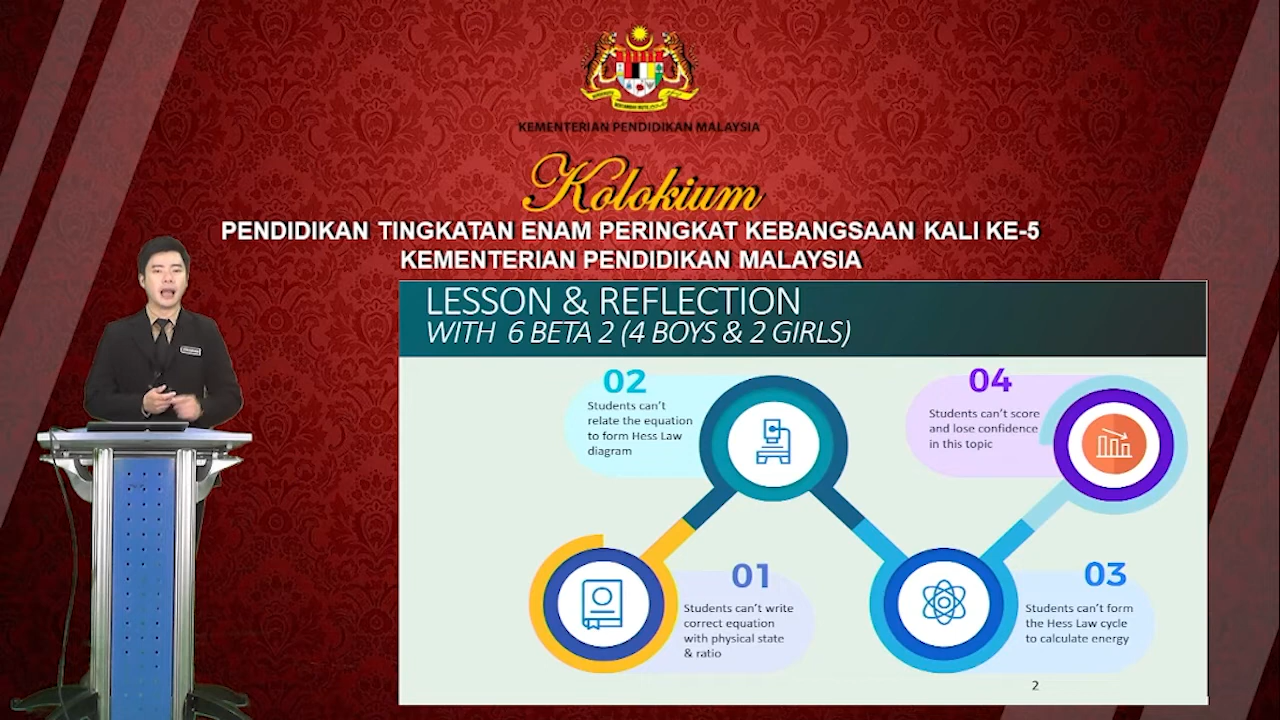 KEMENTERIAN PENDIDIKAN MALAYSIA
Kolokium
PENDIDIKAN TINGKATAN ENAM PERINGKAT KEBANGSAAN KALI KE-5
KEMENTERIAN PENDIDIKAN MALAYSIA
LESSON & REFLECTION
WITH 6 BETA 2 (4 BOYS & 2 GIRLS)
01
Students can't write
correct equation
with physical state
& ratio
02
Students can't
relate the equation
to form Hess Law
diagram
03
Students can't form
the Hess Law cycle
to calculate energy
04
Students can't score
and lose confidence
in this topic
2